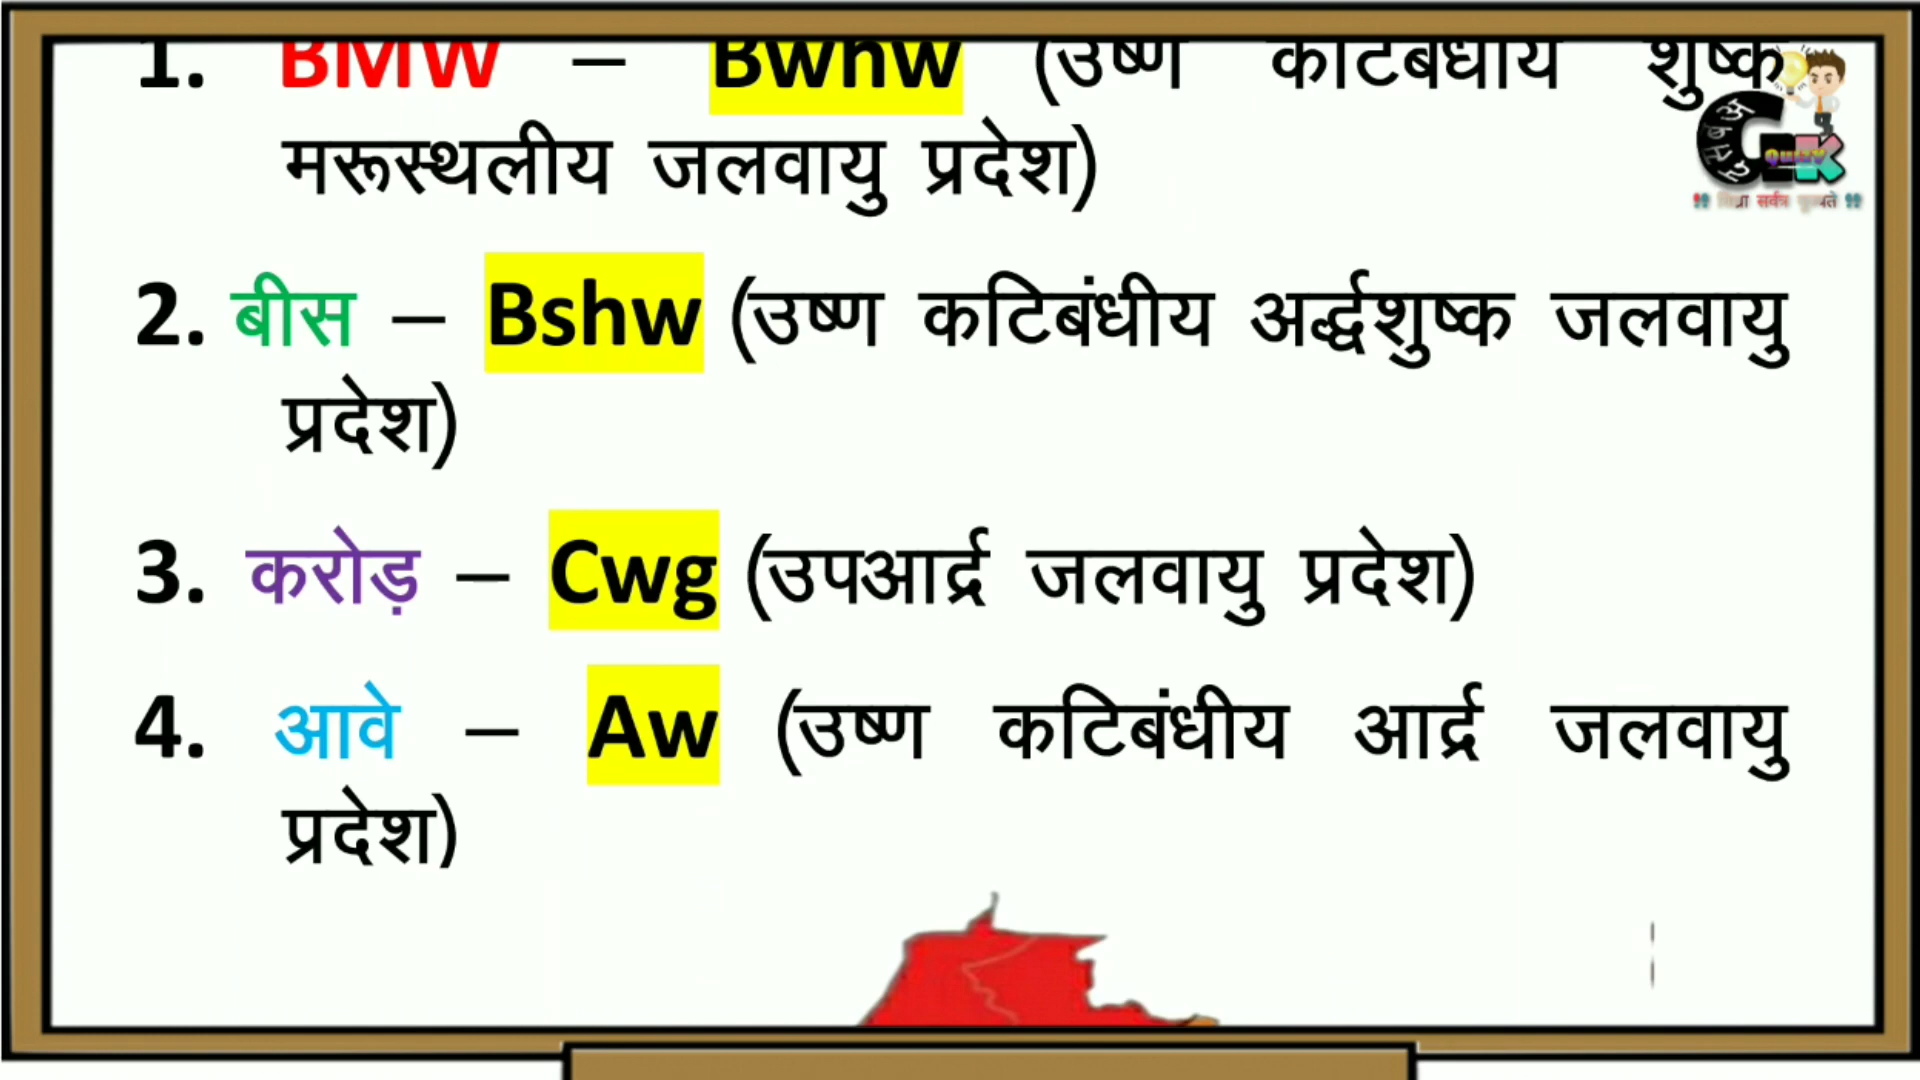 1. BMW – Bwhw (उष्ण कटिबंधीय शुष्क
मरूस्थलीय जलवायु प्रदेश)
2. बीस – Bshw (उष्ण कटिबंधीय अर्द्धशुष्क जलवायु
प्रदेश)
3. करोड़ – Cwg (उपआर्द्र जलवायु प्रदेश)
4. आवे – Aw (उष्ण कटिबंधीय आर्द्र जलवायु
प्रदेश)